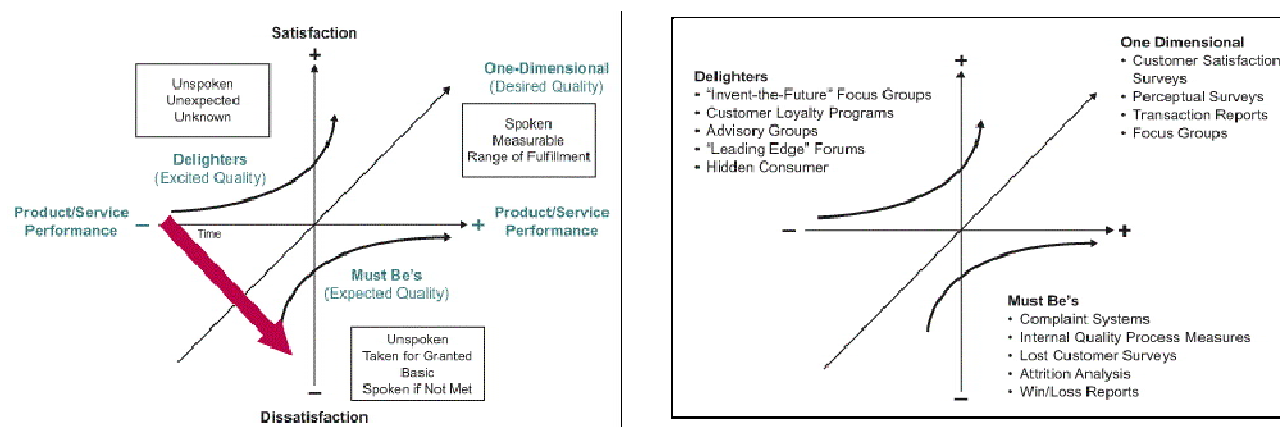 Satisfaction
+
Unspoken
Unexpected
Unknown
One-Dimensional
(Desired Quality)
Spoken
Measurable
Range of Fulfillment
Delighters
(Excited Quality)
Product/Service
Performance
−
Time
+
Product/Service
Performance
Must Be's
(Expected Quality)
Unspoken
Taken for Granted
Basic
Spoken if Not Met
−
Dissatisfaction
One Dimensional
• Customer Satisfaction
Surveys
• Perceptual Surveys
• Transaction Reports
• Focus Groups
+
Delighters
• "Invent-the-Future" Focus Groups
• Customer Loyalty Programs
• Advisory Groups
• "Leading Edge" Forums
• Hidden Consumer
−
+
Must Be's
• Complaint Systems
• Internal Quality Process Measures
• Lost Customer Surveys
• Attrition Analysis
• Win/Loss Reports
−